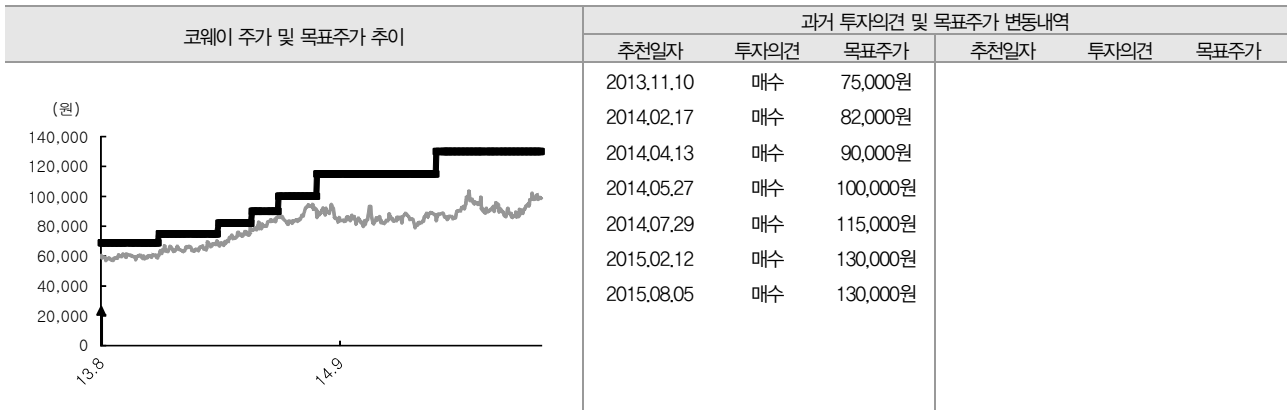 코웨이 주가 및 목표주가 추이
(원)
140,000
120,000
100,000
80,000
60,000
40,000
20,000
0
13.8
14.9
과거 투자의견 및 목표주가 변동내역
추천일자 투자의견 목표주가 추천일자 투자의견 목표주가
2013.11.10 매수 75,000원
2014.02.17 매수 82,000원
2014.04.13 매수 90,000원
2014.05.27 매수 100,000원
2014.07.29 매수 115,000원
2015.02.12 매수 130,000원
2015.08.05 매수 130,000원